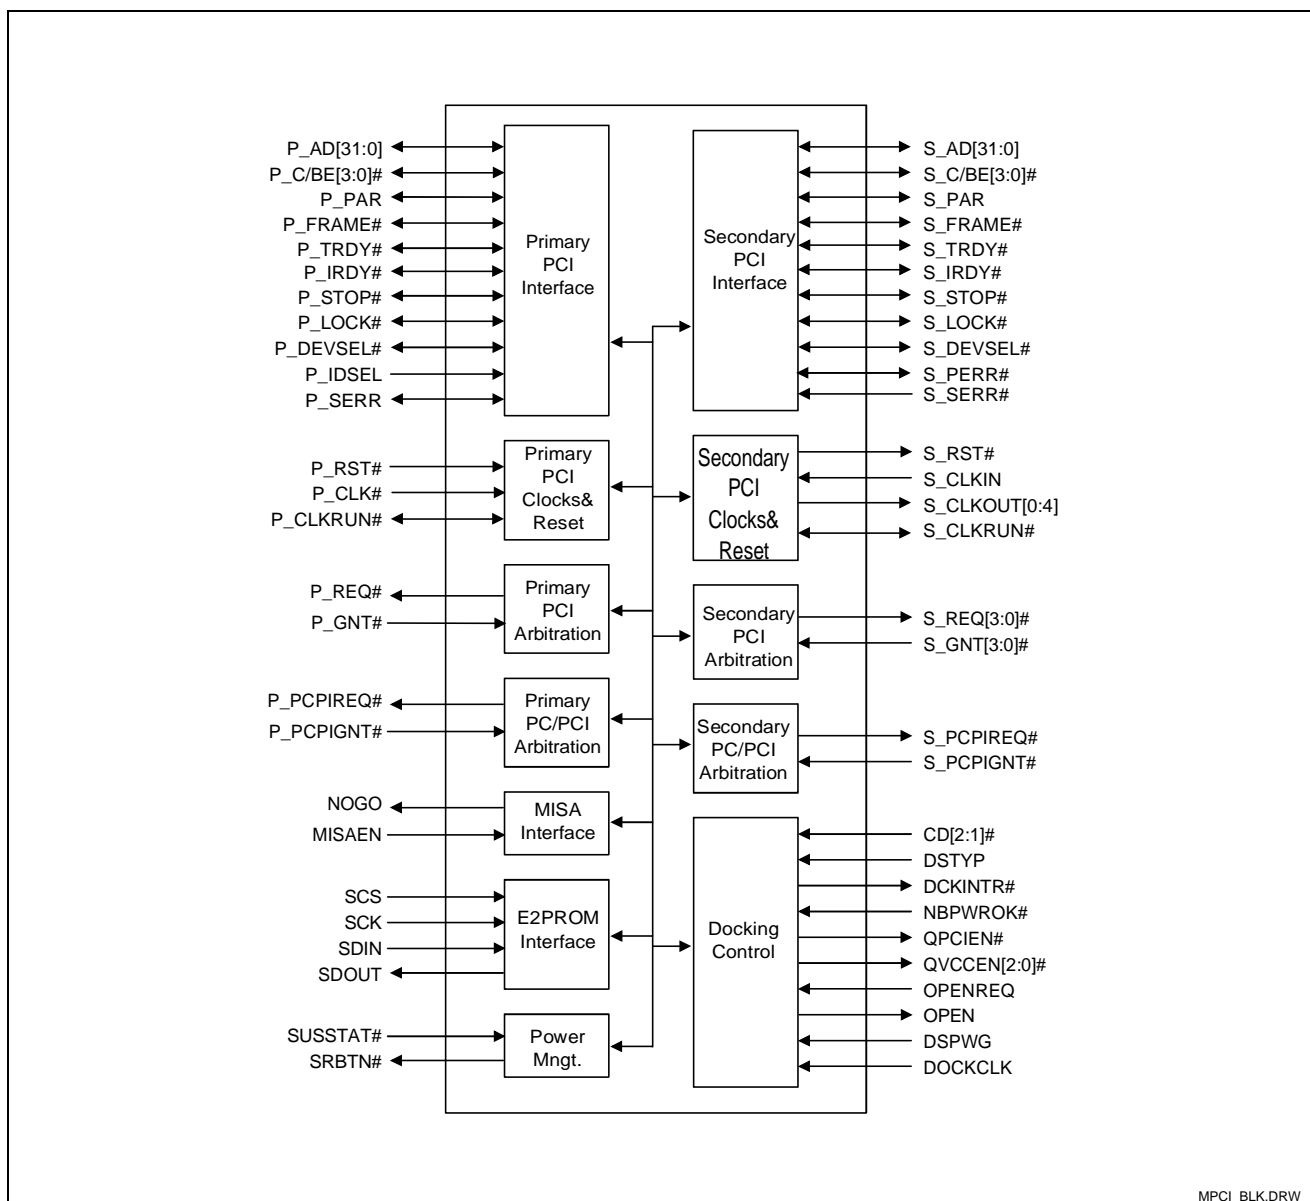 P_AD[31:0]
P_C/BE[3:0]#
P_PAR
P_FRAME#
P_TRDY#
P_IRDY#
P_STOP#
P_LOCK#
P_DEVSEL#
P_IDSEL
P_SERR
Primary
PCI
Interface
Secondary
PCI
Interface
S_AD[31:0]
S_C/BE[3:0]#
S_PAR
S_FRAME#
S_TRDY#
S_IRDY#
S_STOP#
S_LOCK#
S_DEVSEL#
S_PERR#
S_SERR#
P_RST#
P_CLK#
P_CLKRUN#
Primary
PCI
Clocks&
Reset
Secondary
PCI
Clocks&
Reset
S_RST#
S_CLKIN
S_CLKOUT[0:4]
S_CLKRUN#
P_REQ#
P_GNT#
Primary
PCI
Arbitration
Secondary
PCI
Arbitration
S_REQ[3:0]#
S_GNT[3:0]#
P_PCPIREQ#
P_PCPIGNT#
Primary
PC/PCI
Arbitration
Secondary
PC/PCI
Arbitration
S_PCPIREQ#
S_PCPIGNT#
NOGO
MISAEN
MISA
Interface
SCS
SCK
SDIN
SDOUT
E2PROM
Interface
SUSSTAT#
SRBTN#
Power
Mngt.
Docking
Control
CD[2:1]#
DSTYP
DCKINTR#
NBPWROK#
QPCIEN#
QVCCEN[2:0]#
OPENREQ
OPEN
DSPWG
DOCKCLK
MPCI_BLK.DRW